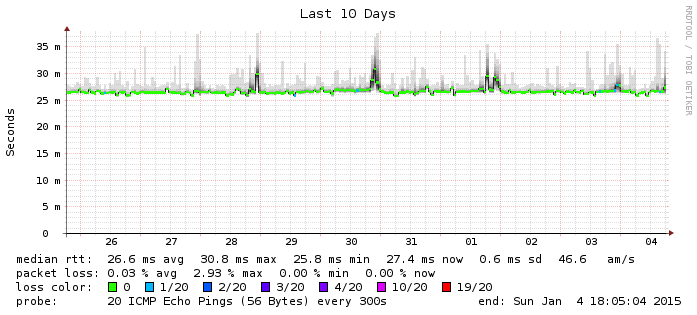 Last 10 Days
RRDTOOL / TOBI OETIKER
Seconds
35 m
30 m
25 m
20 m
15 m
10 m
5 m
0
26 27 28 29 30 31 01 02 03 04
median rtt: 26.6 ms avg 30.8 ms max 25.8 ms min 27.4 ms now 0.6 ms sd 46.6 am/s
packet loss: 0.03 % avg 2.93 % max 0.00 % min 0.00 % now
loss color: 0 1/20 2/20 3/20 4/20 10/20 19/20
probe: 20 ICMP Echo Pings (56 Bytes) every 300s end: Sun Jan 4 18:05:04 2015